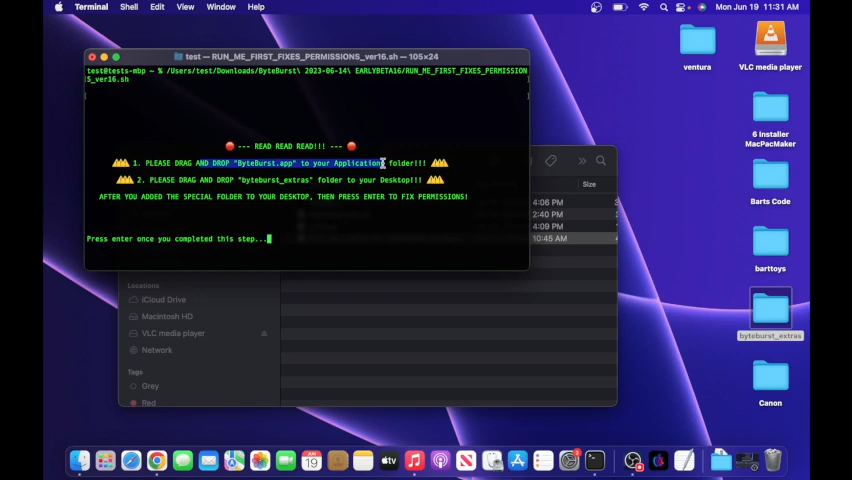 Terminal Shell Edit View Window Help Mon Jun 19 11:31 AM
test — RUN_ME_FIRST_FIXES_PERMISSIONS_ver16.sh — 105×24
test@tests-mbp ~ % /Users/test/Downloads/ByteBurst\ 2023-06-14\ EARLYBETA16/RUN_ME_FIRST_FIXES_PERMISSION
S_ver16.sh
--- READ READ READ!!! ---
1. PLEASE DRAG AND DROP "ByteBurst.app" to your Applications folder!!!
2. PLEASE DRAG AND DROP "byteburst_extras" folder to your Desktop!!!
AFTER YOU ADDED THE SPECIAL FOLDER TO YOUR DESKTOP, THEN PRESS ENTER TO FIX PERMISSIONS!
Press enter once you completed this step...
Size
4:06 PM
2:40 PM
4:09 PM
10:45 AM
Locations
iCloud Drive
Macintosh HD
VLC media player
Network
Tags
Grey
Red
ventura
VLC media player
6 Installer
MacPacMaker
Barts Code
barttoys
byteburst_extras
Canon
JUN
19
tv